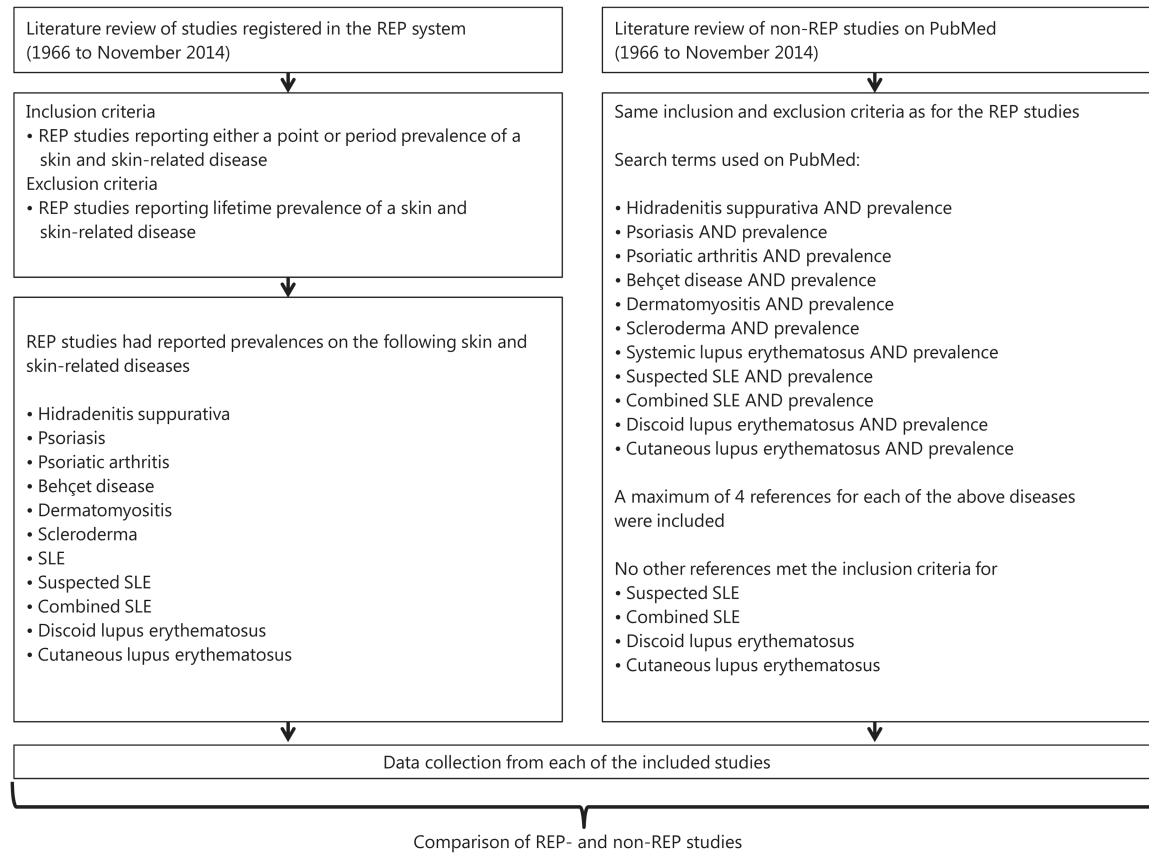 Literature review of studies registered in the REP system
(1966 to November 2014)
Inclusion criteria
• REP studies reporting either a point or period prevalence of a
skin and skin-related disease
Exclusion criteria
• REP studies reporting lifetime prevalence of a skin and
skin-related disease
REP studies had reported prevalences on the following skin and
skin-related diseases
• Hidradenitis suppurativa
• Psoriasis
• Psoriatic arthritis
• Behçet disease
• Dermatomyositis
• Scleroderma
• SLE
• Suspected SLE
• Combined SLE
• Discoid lupus erythematosus
• Cutaneous lupus erythematosus
Literature review of non-REP studies on PubMed
(1966 to November 2014)
Same inclusion and exclusion criteria as for the REP studies
Search terms used on PubMed:
• Hidradenitis suppurativa AND prevalence
• Psoriasis AND prevalence
• Psoriatic arthritis AND prevalence
• Behçet disease AND prevalence
• Dermatomyositis AND prevalence
• Scleroderma AND prevalence
• Systemic lupus erythematosus AND prevalence
• Suspected SLE AND prevalence
• Combined SLE AND prevalence
• Discoid lupus erythematosus AND prevalence
• Cutaneous lupus erythematosus AND prevalence
A maximum of 4 references for each of the above diseases
were included
No other references met the inclusion criteria for
• Suspected SLE
• Combined SLE
• Discoid lupus erythematosus
• Cutaneous lupus erythematosus
Data collection from each of the included studies
Comparison of REP- and non-REP studies